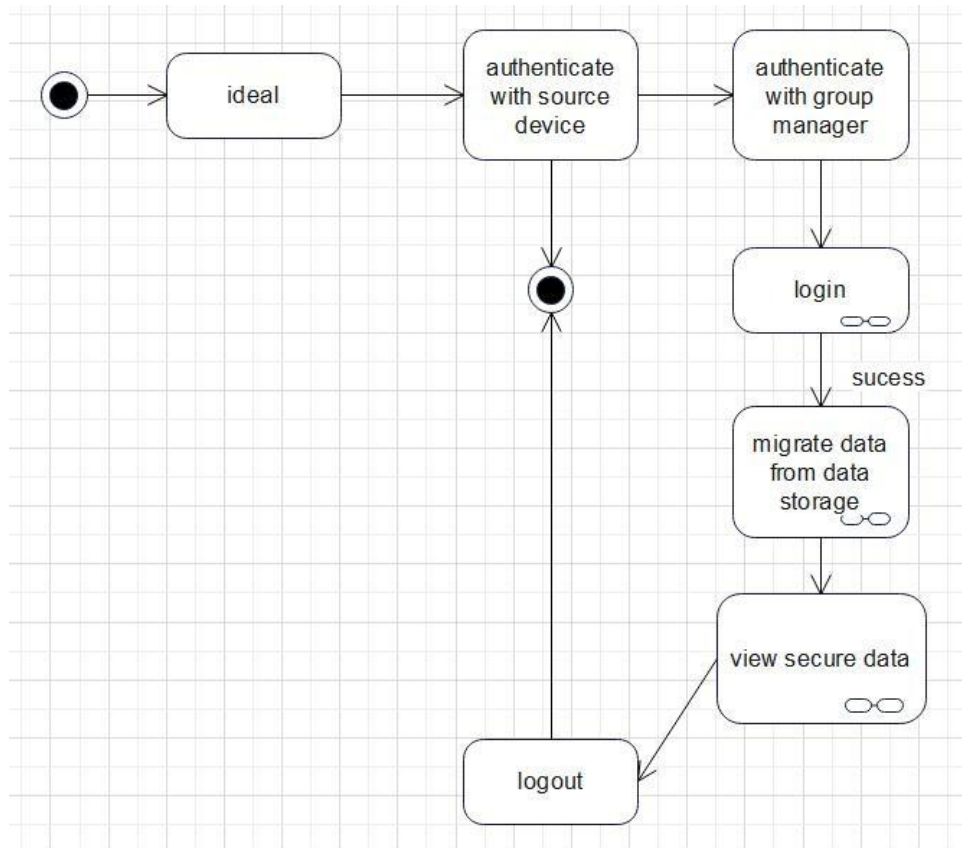 ideal
authenticate
with source
device
authenticate
with group
manager
login
sucess
migrate data
from data
storage
view secure data
logout